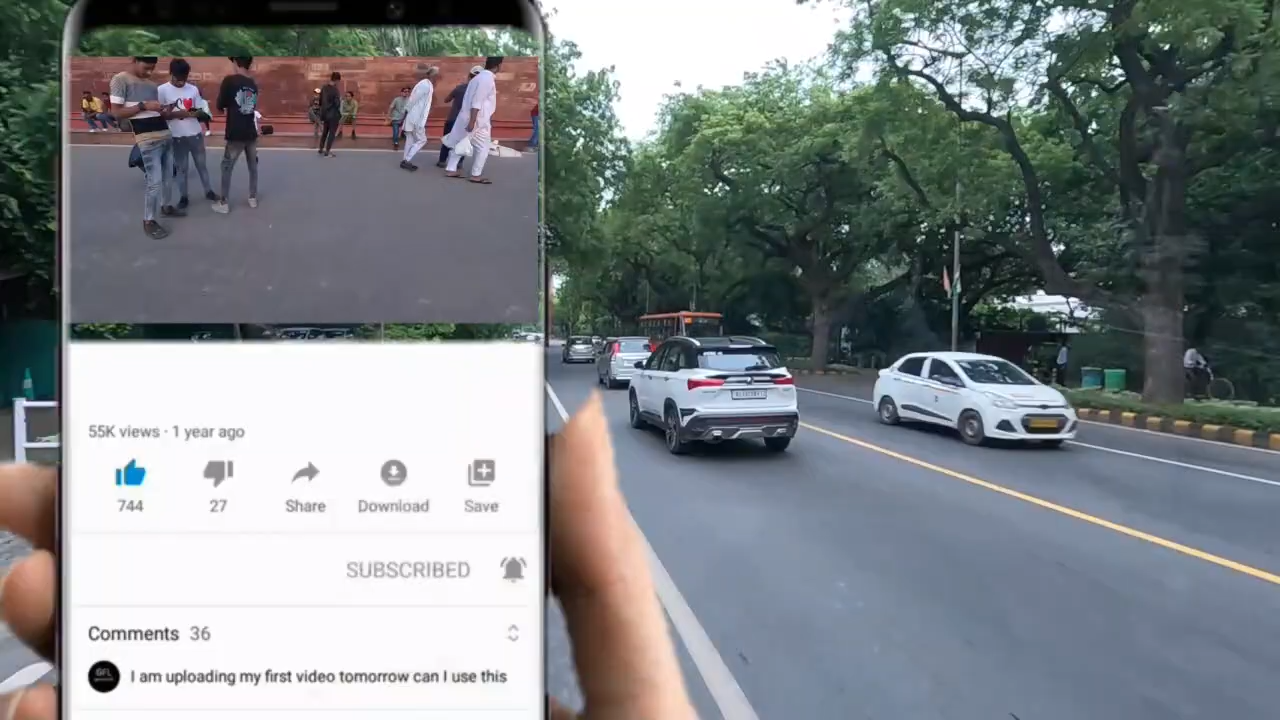 55K views · 1 year ago
744
27
Share
Download
Save
SUBSCRIBED
Comments 36
I am uploading my first video tomorrow can I use this